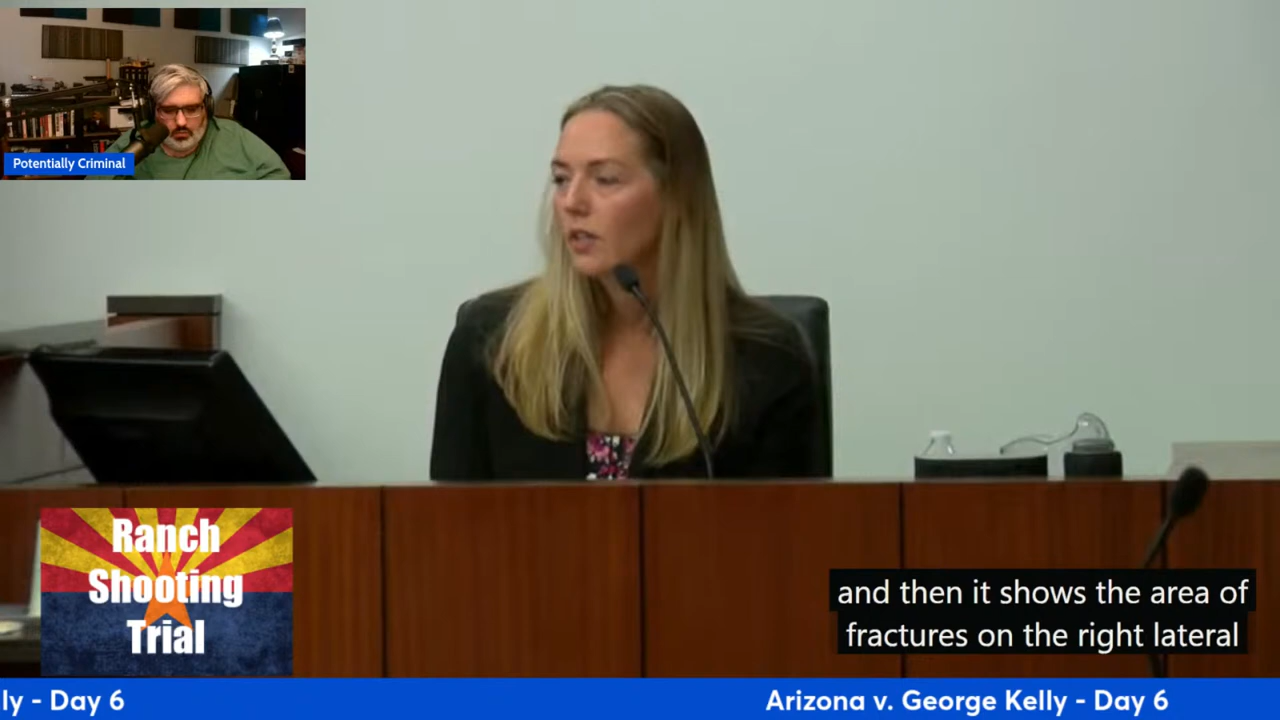 Potentially Criminal
Ranch
Shooting
Trial
and then it shows the area of
fractures on the right lateral
ly - Day 6
Arizona v. George Kelly - Day 6